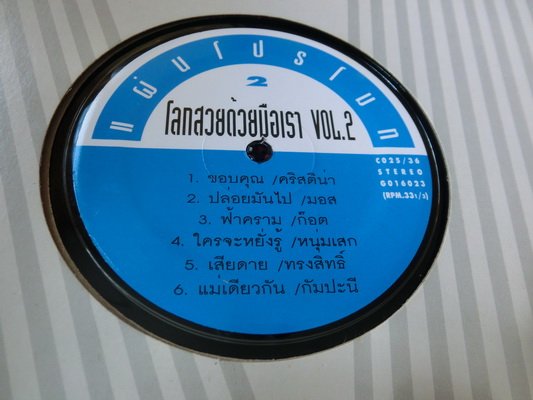 แผ่นโปรโมท
2
โลกสวยด้วยมือเรา VOL.2
CO25/36
STEREO
GO16023
(RPM.33 1/3)
1. ขอบคุณ /คริสติน่า
2. ปล่อยมันไป /มอส
3. ฟ้าคราม /ก็อต
4. ใครจะหยั่งรู้ /หนุ่มเสก
5. เสียดาย /ทรงสิทธิ์
6. แม่เดียวกัน /กัมปะนี